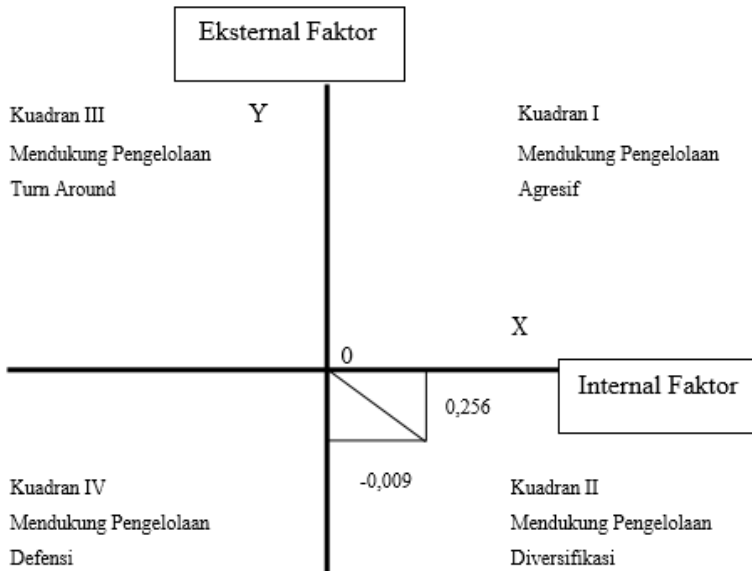 Eksternal Faktor
Kuadran III
Mendukung Pengelolaan
Turn Around
Y
Kuadran I
Mendukung Pengelolaan
Agresif
X
0
Internal Faktor
0,256
-0,009
Kuadran IV
Mendukung Pengelolaan
Defensi
Kuadran II
Mendukung Pengelolaan
Diversifikasi